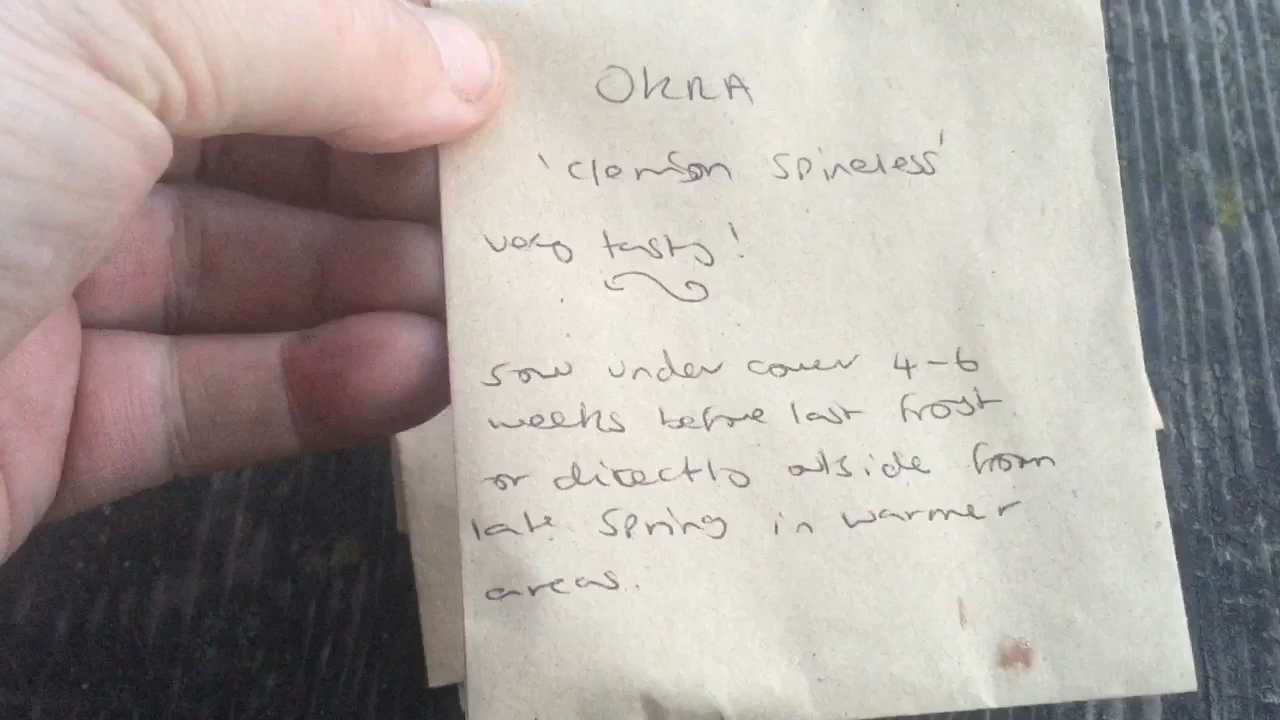 OKRA
'Clemson Spineless'
very tasty!
sow under cover 4-6
weeks before last frost
or directly outside from
late Spring in warmer
areas.